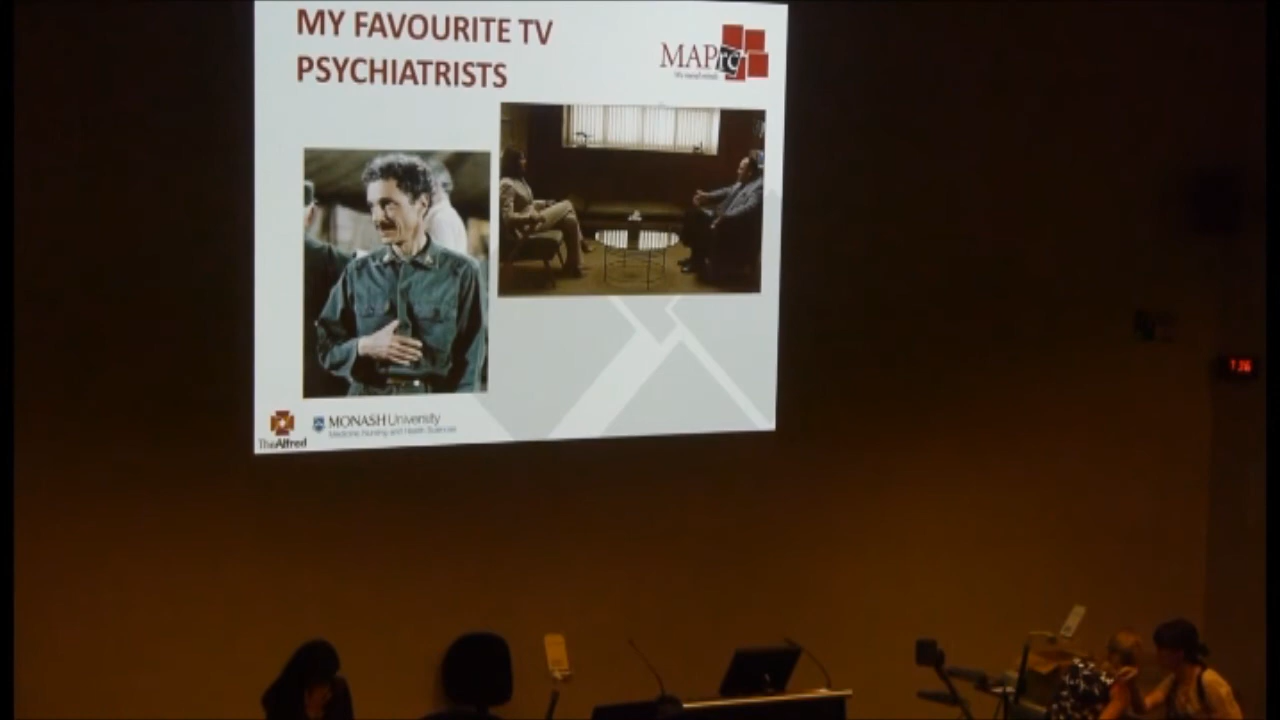 MY FAVOURITE TV
PSYCHIATRISTS
MAPrc
TheAlfred
MONASH University
Medicine Nursing and Health Sciences